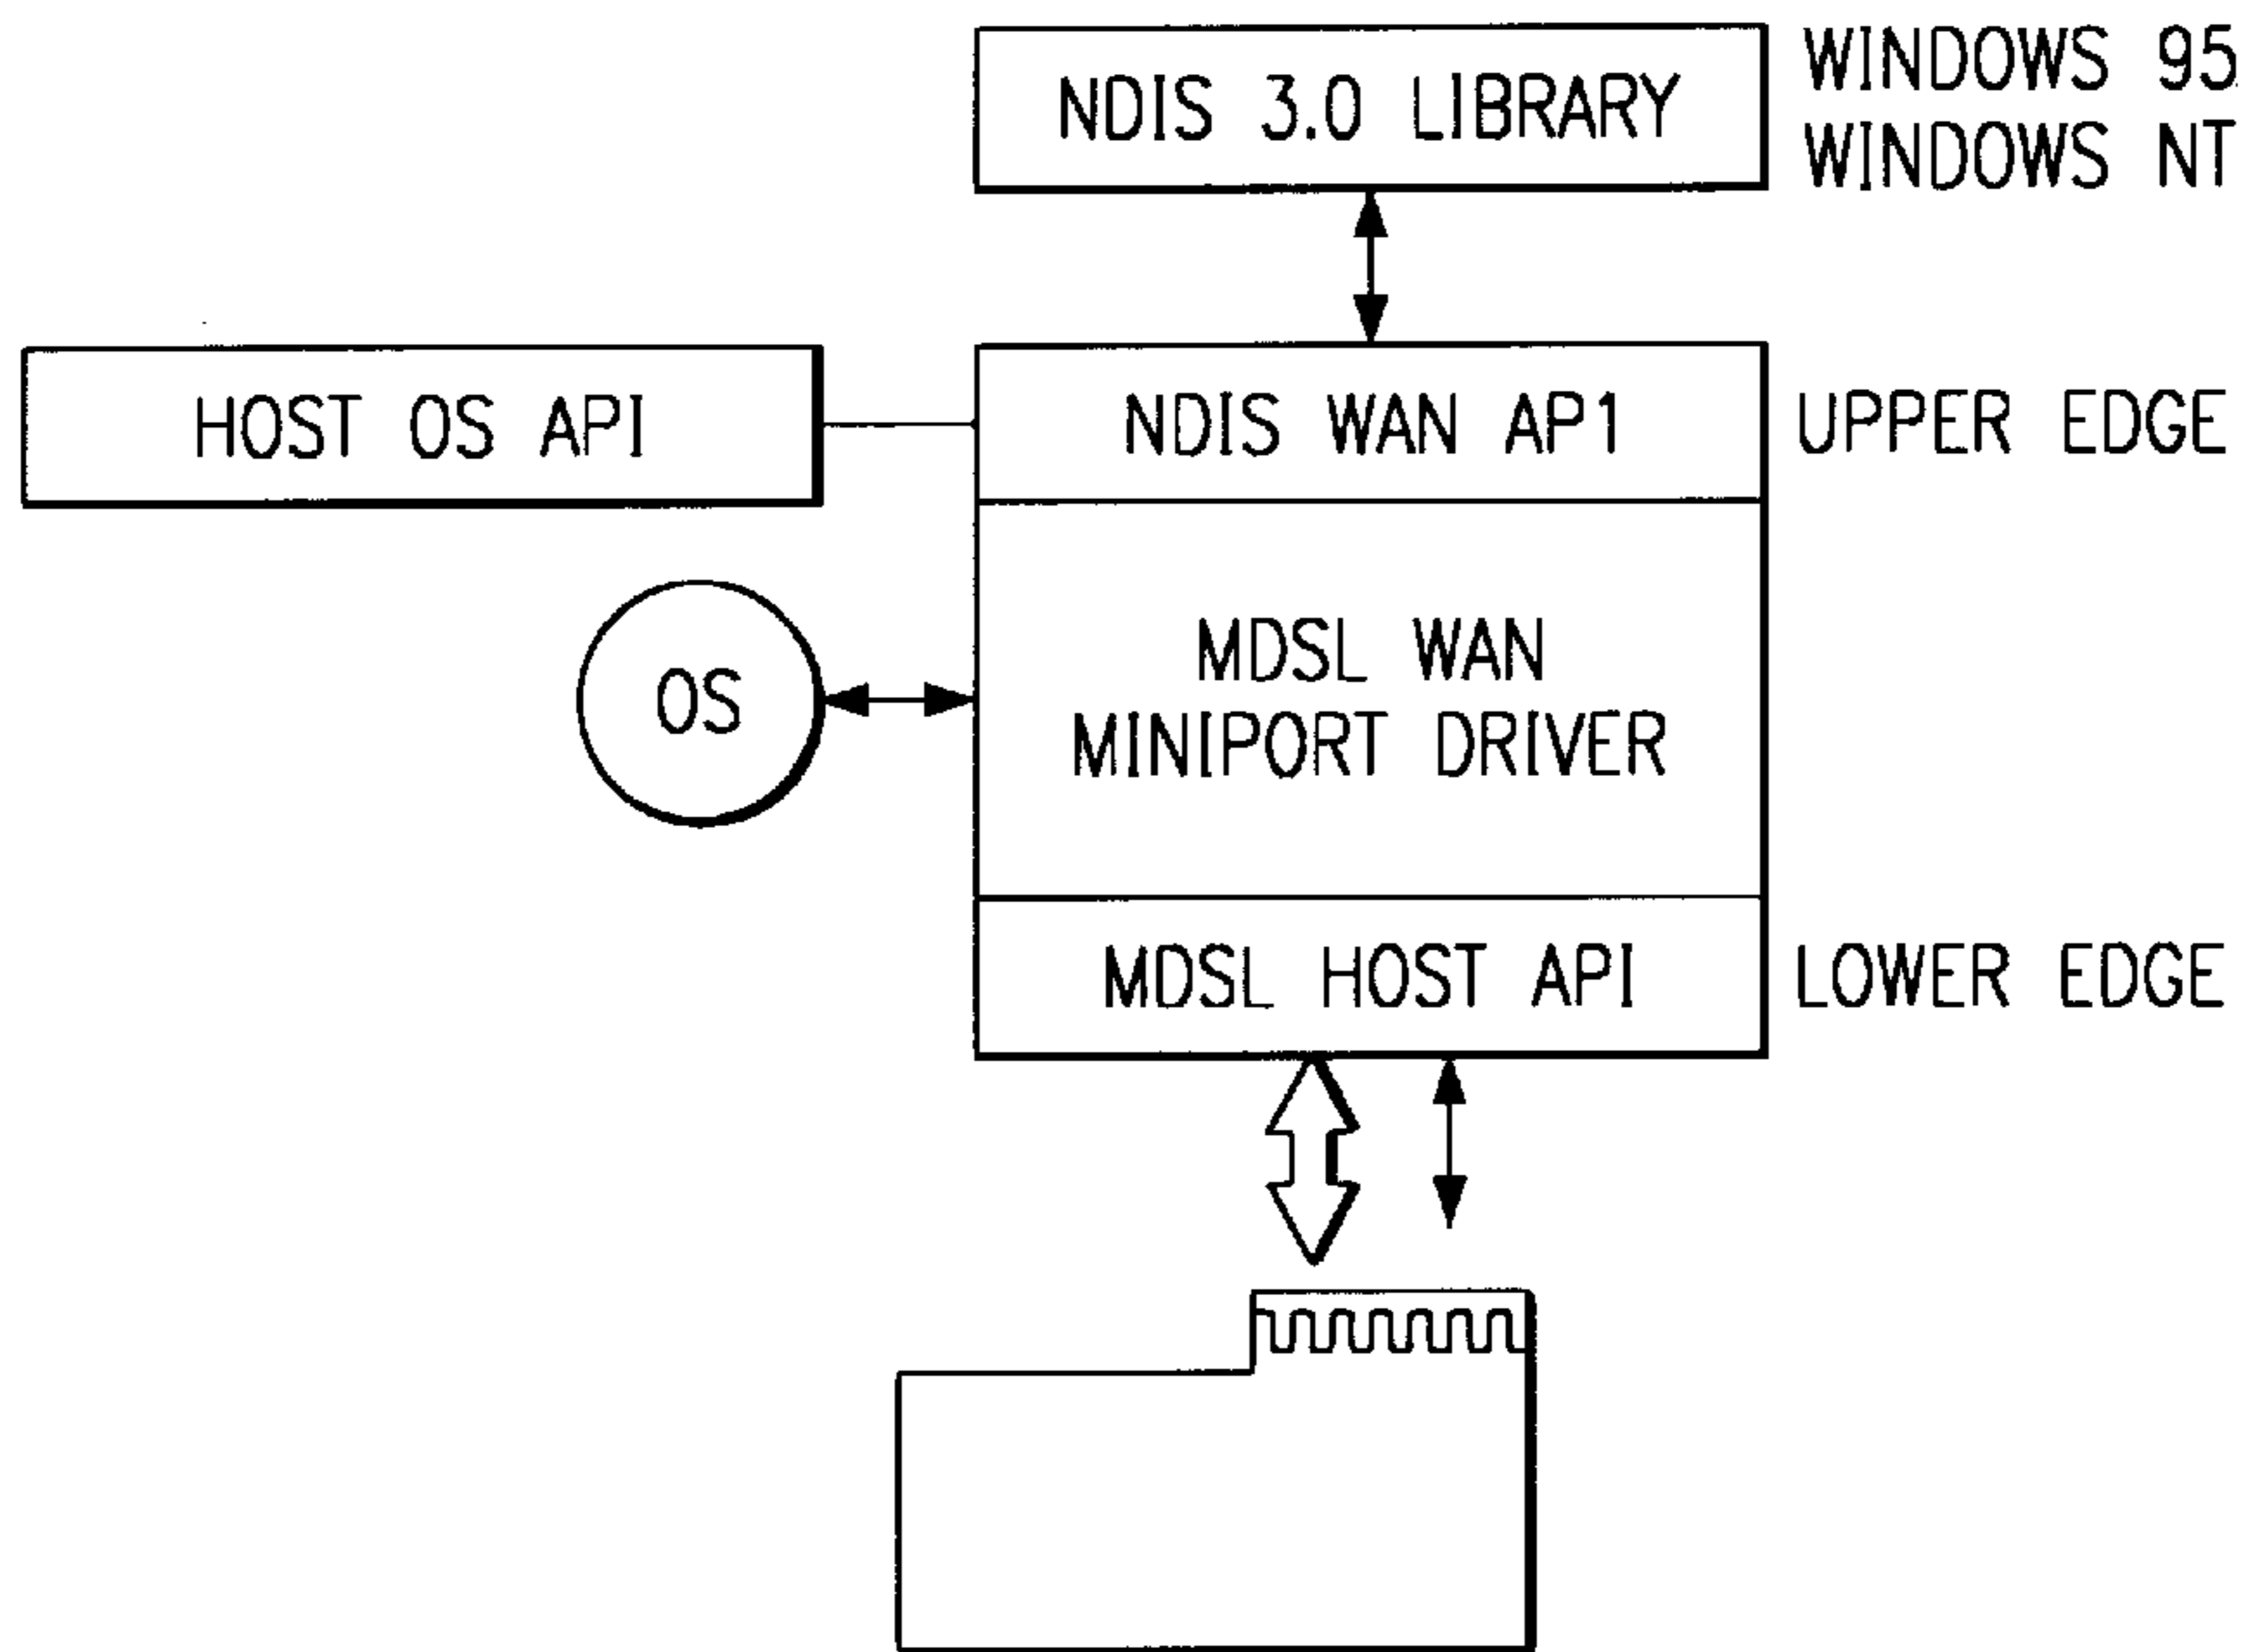 NDIS 3.0 LIBRARY
WINDOWS 95
WINDOWS NT
HOST OS API
NDIS WAN AP1
UPPER EDGE
OS
MDSL WAN
MINIPORT DRIVER
MDSL HOST API
LOWER EDGE